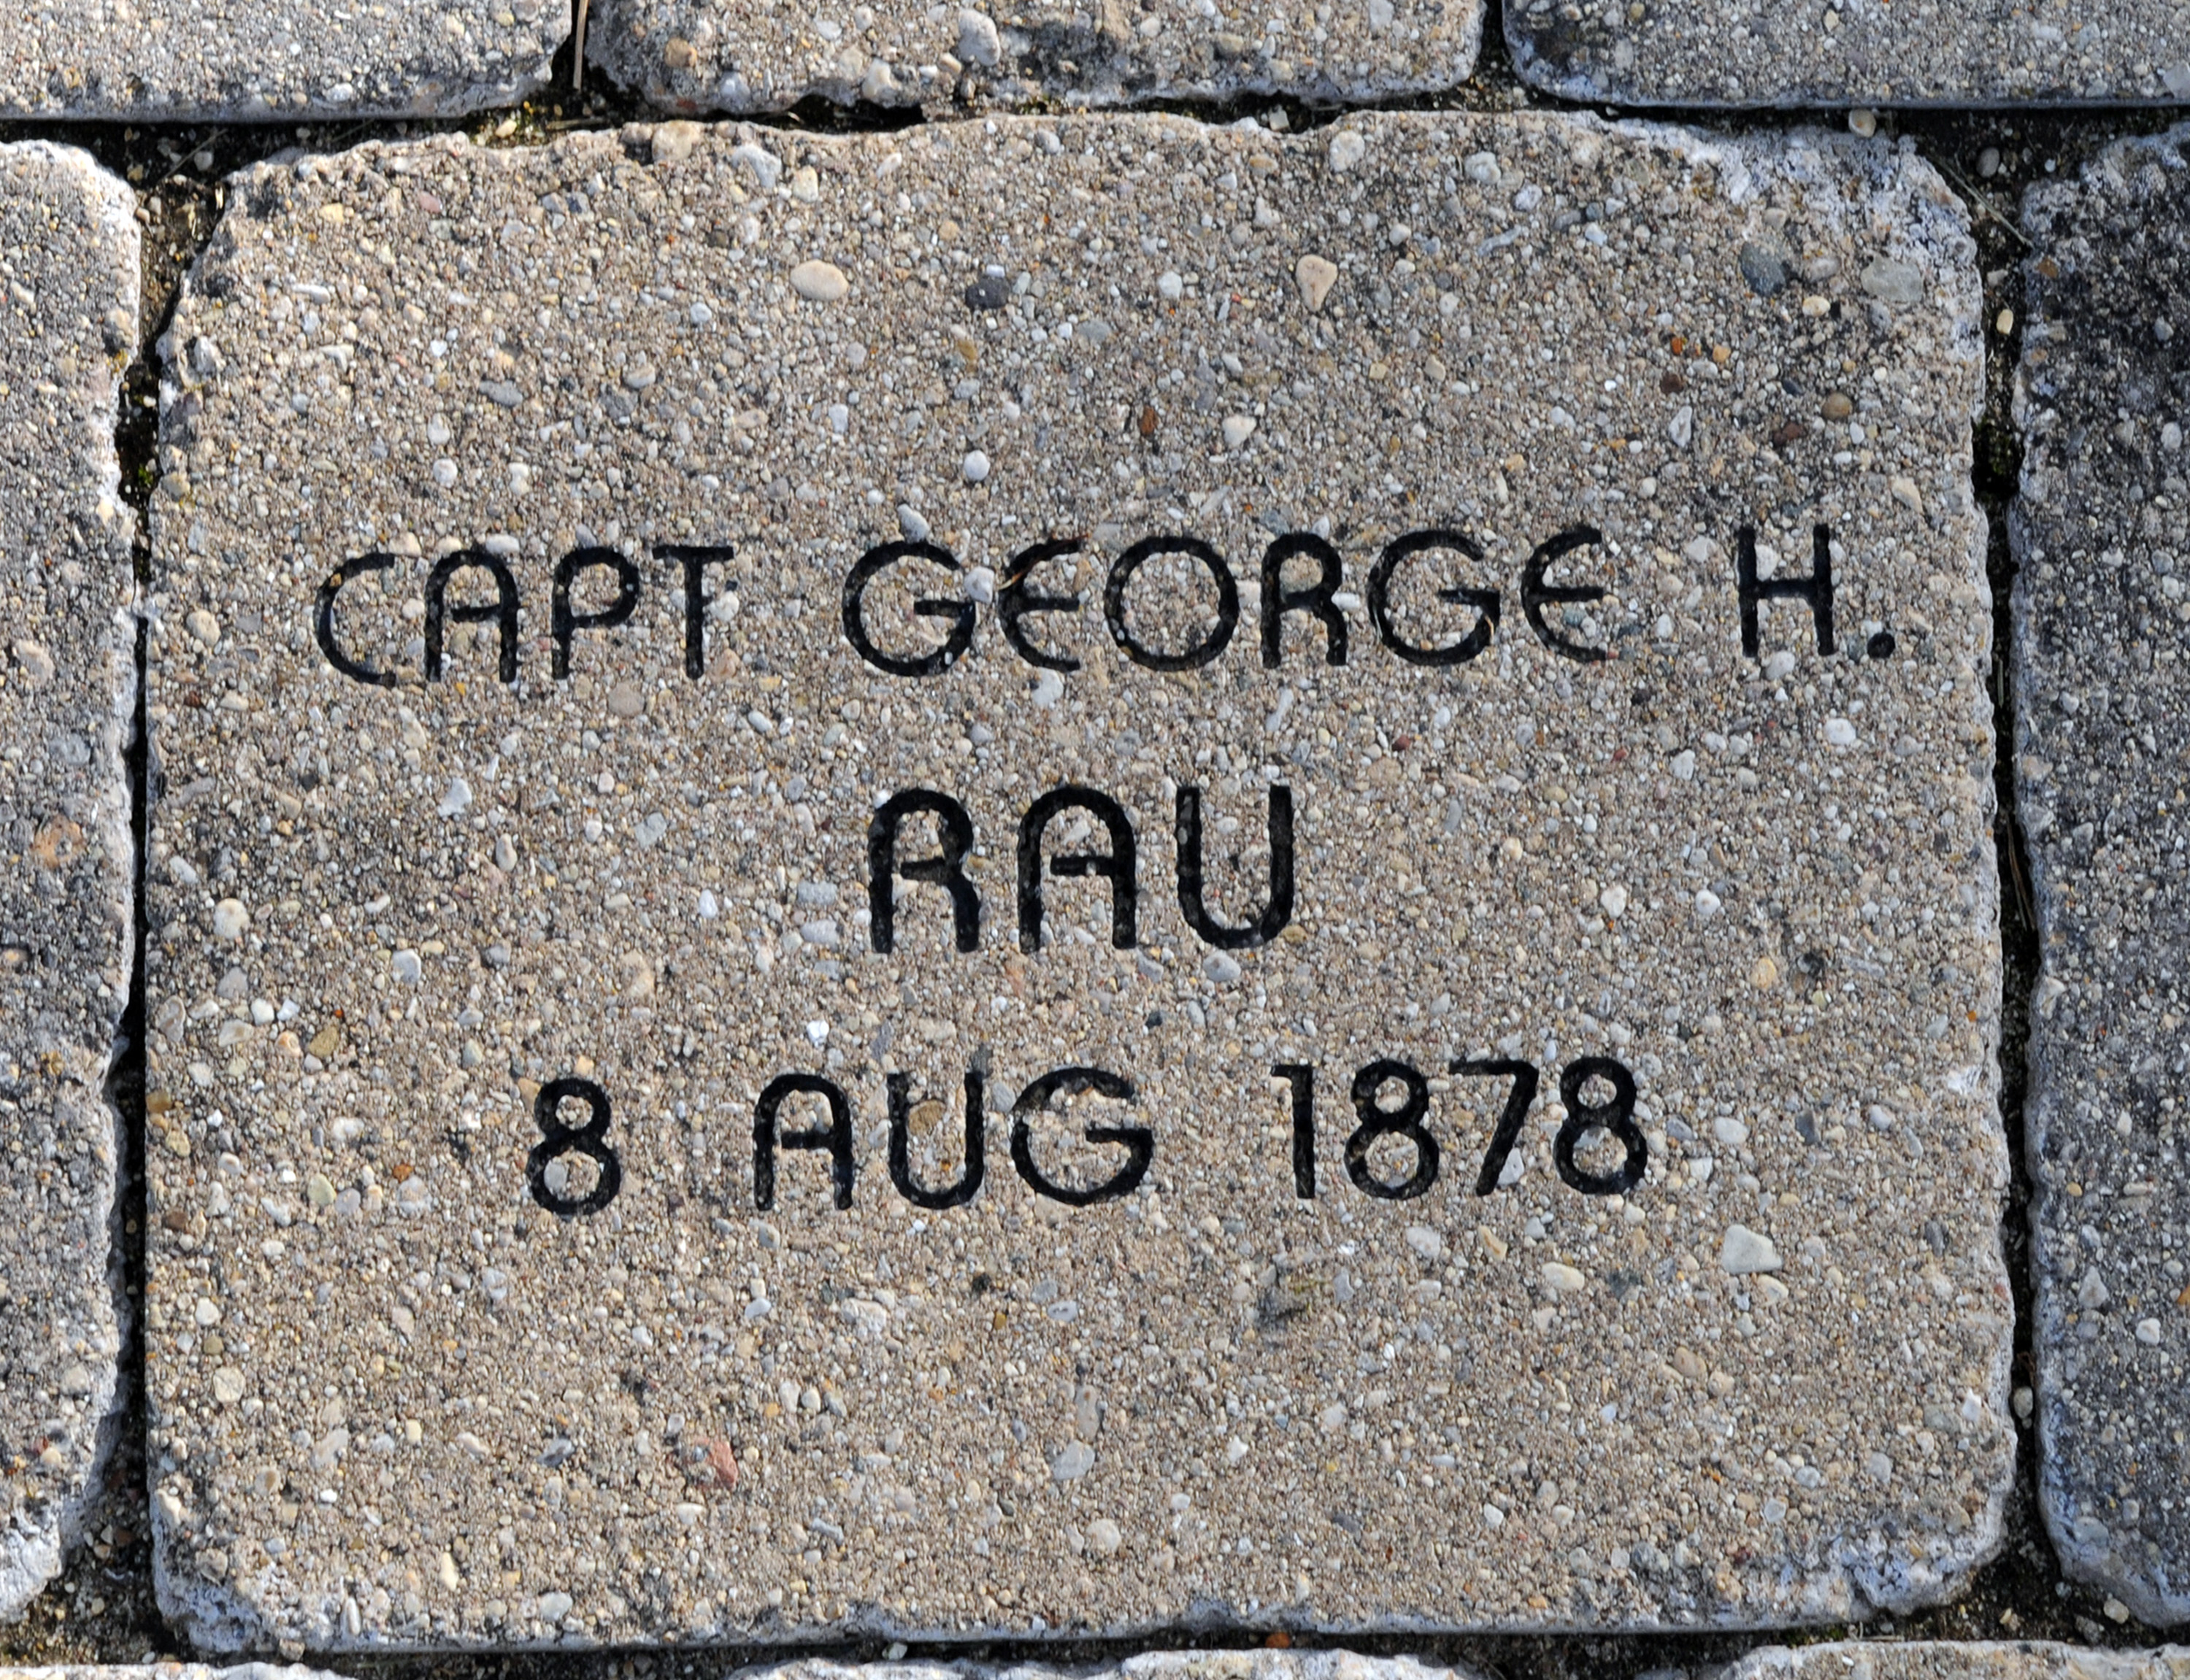 CAPT GEORGE H.
RAU
8 AUG 1878